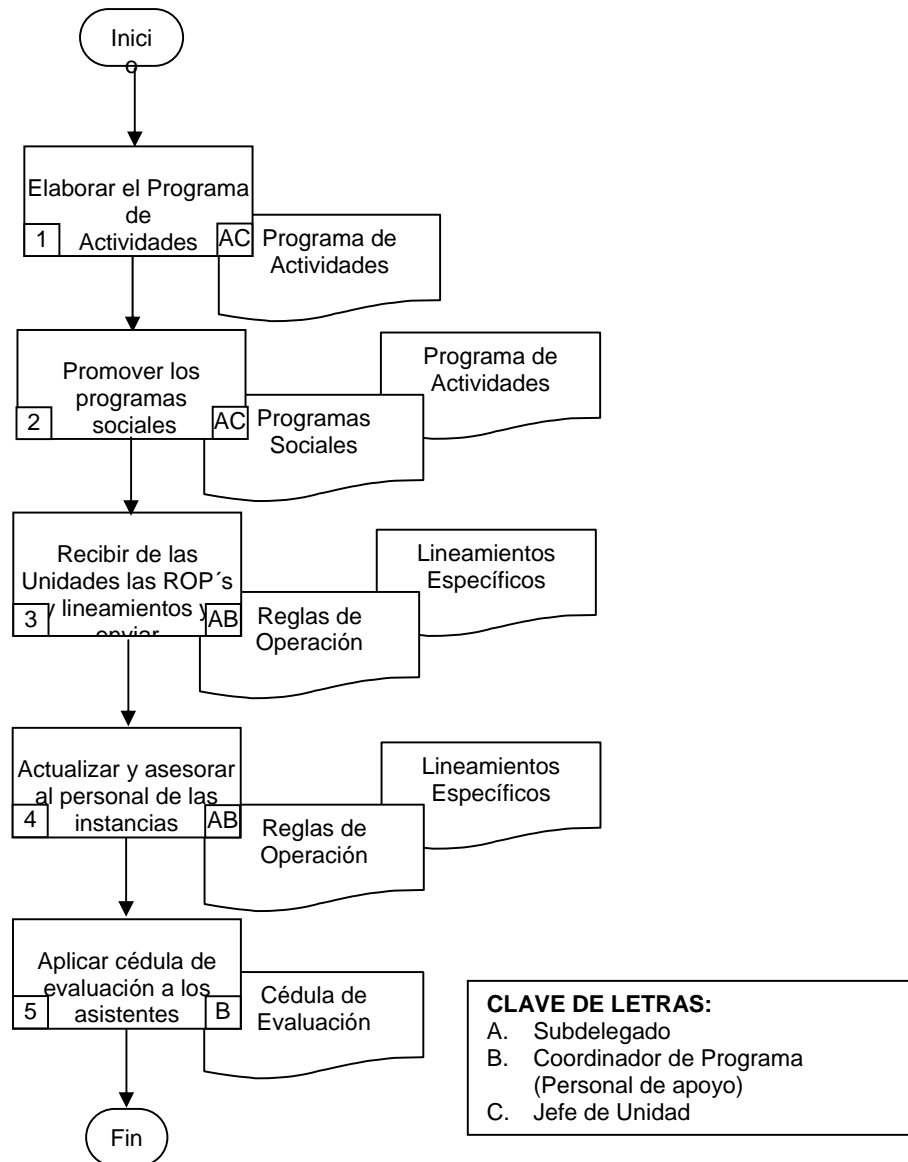 Inici
o
Elaborar el Programa
de
Actividades
1
AC
Programa de
Actividades
Promover los
programas
sociales
2
AC
Programas
Sociales
Programa de
Actividades
Recibir de las
Unidades las ROP´s
y lineamientos y
enviar
3
AB
Reglas de
Operación
Lineamientos
Específicos
Actualizar y asesorar
al personal de las
instancias
4
AB
Reglas de
Operación
Lineamientos
Específicos
Aplicar cédula de
evaluación a los
asistentes
5
B
Cédula de
Evaluación
Fin
CLAVE DE LETRAS:
A. Subdelegado
B. Coordinador de Programa
(Personal de apoyo)
C. Jefe de Unidad